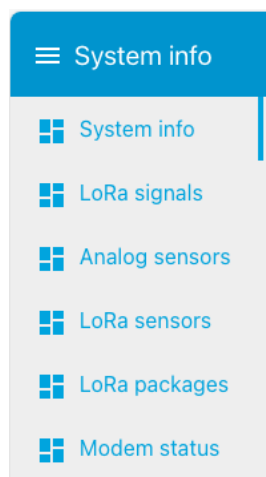 System info
System info
LoRa signals
Analog sensors
LoRa sensors
LoRa packages
Modem status